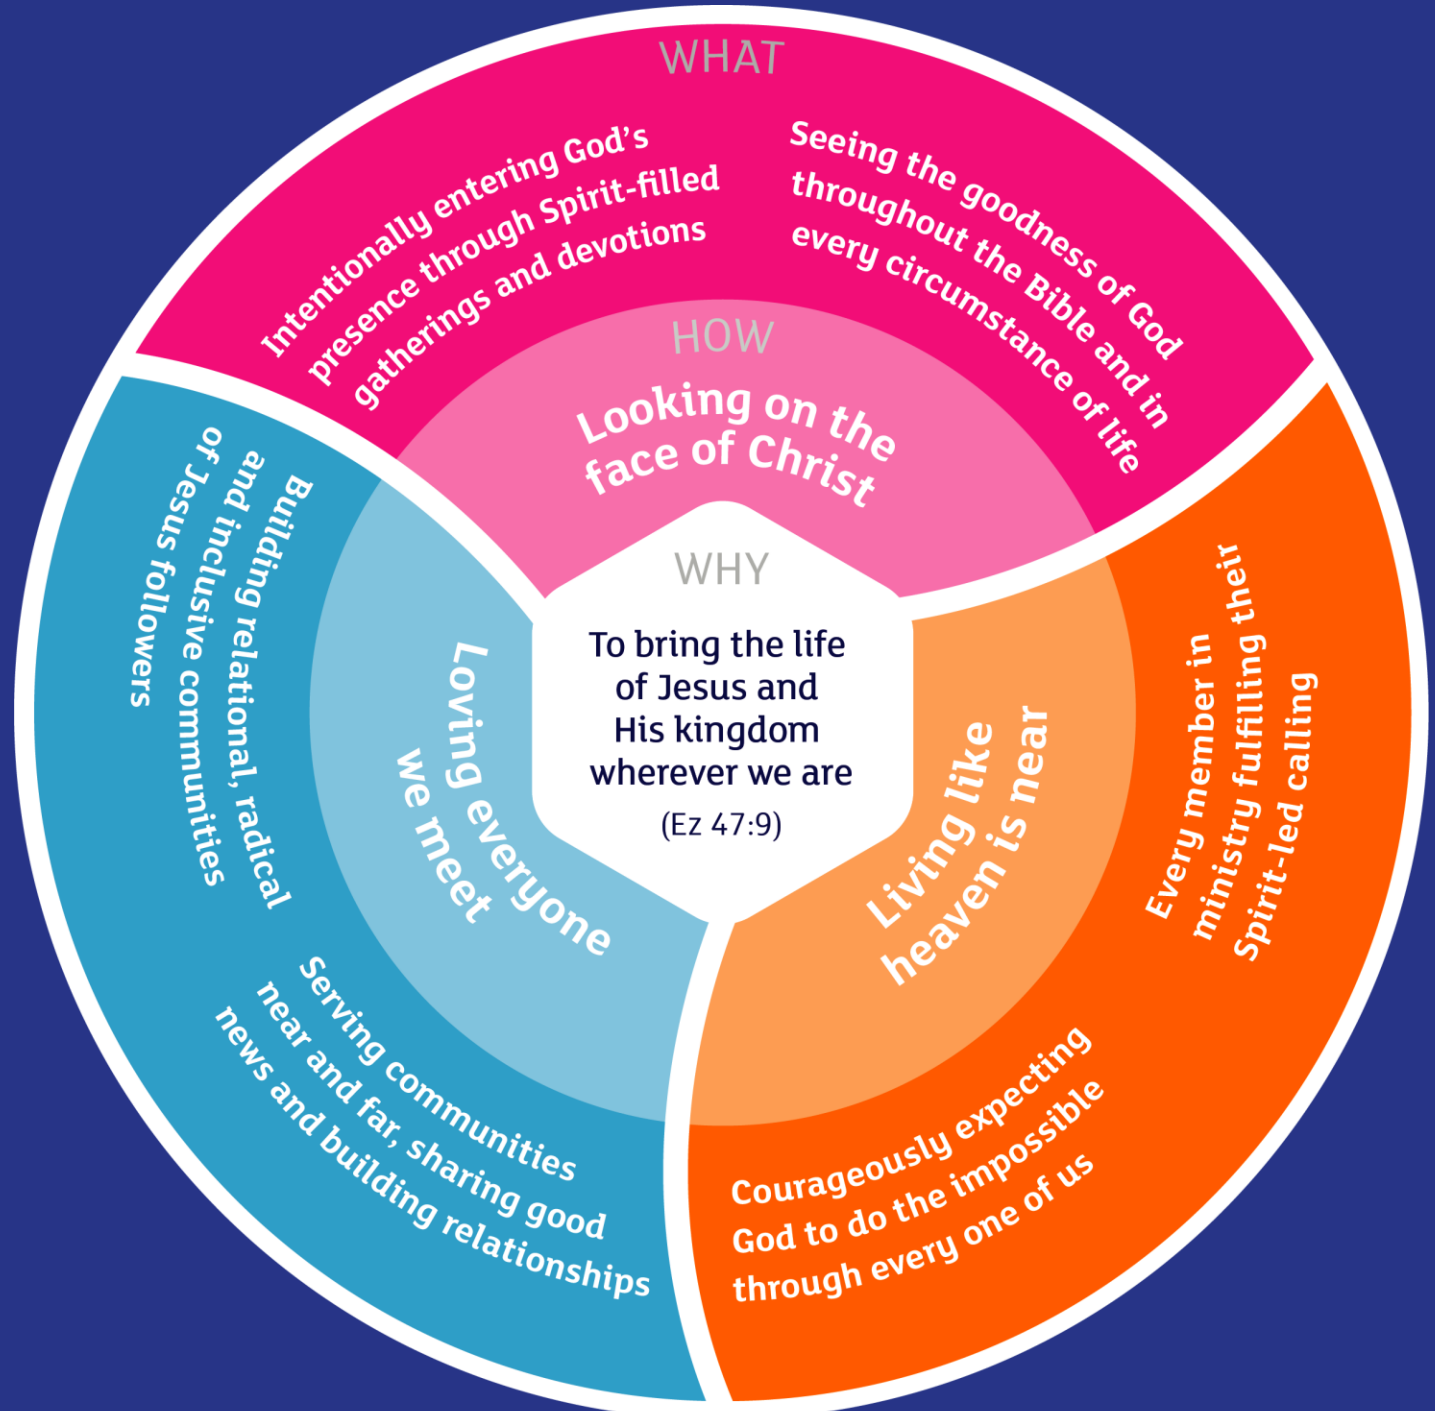 WHAT
Intentionally entering God's
presence through Spirit-filled
gatherings and devotions
Seeing the goodness of God
throughout the Bible and in
every circumstance of life
HOW
Looking on the
face of Christ
WHY
To bring the life
of Jesus and
His kingdom
wherever we are
(Ez 47:9)
Living like
heaven is near
Every member in
ministry fulfilling their
Spirit-led calling
Courageously expecting
God to do the impossible
through every one of us
Loving everyone
we meet
Building relational, radical
and inclusive communities
of Jesus followers
Serving communities
near and far, sharing good
news and building relationships